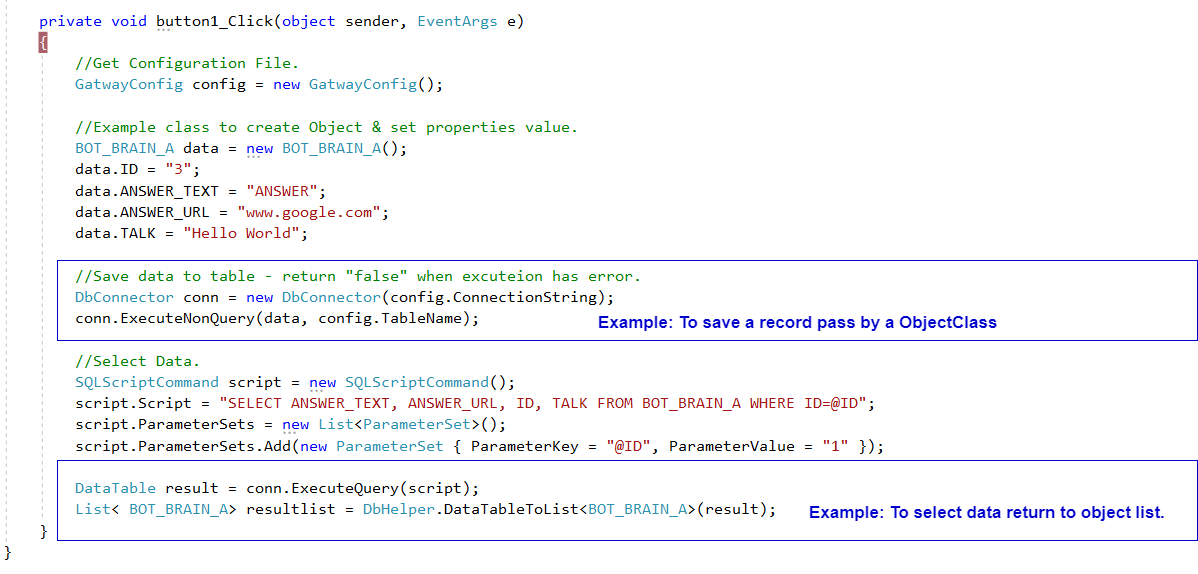 private void button1_Click(object sender, EventArgs e)
{
//Get Configuration File.
GatwayConfig config = new GatwayConfig();
//Example class to create Object & set properties value.
BOT_BRAIN_A data = new BOT_BRAIN_A();
data.ID = "3";
data.ANSWER_TEXT = "ANSWER";
data.ANSWER_URL = "www.google.com";
data.TALK = "Hello World";
//Save data to table - return "false" when excuteion has error.
DbConnector conn = new DbConnector(config.ConnectionString);
conn.ExecuteNonQuery(data, config.TableName);
Example: To save a record pass by a ObjectClass
//Select Data.
SQLScriptCommand script = new SQLScriptCommand();
script.Script = "SELECT ANSWER_TEXT, ANSWER_URL, ID, TALK FROM BOT_BRAIN_A WHERE ID=@ID";
script.ParameterSets = new List<ParameterSet>();
script.ParameterSets.Add(new ParameterSet { ParameterKey = "@ID", ParameterValue = "1" });
DataTable result = conn.ExecuteQuery(script);
List< BOT_BRAIN_A> resultlist = DbHelper.DataTableToList<BOT_BRAIN_A>(result);
Example: To select data return to object list.
}
}